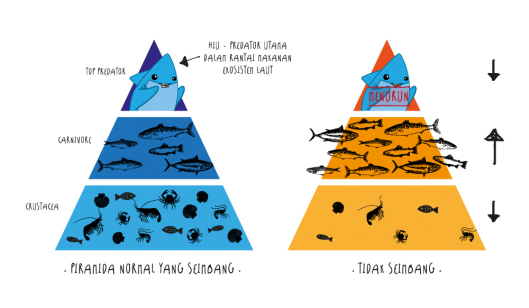 HIU - PREDATOR UTAMA
DALAM RANTAI MAKANAN
EKOSISTEM LAUT
TOP PREDATOR
MENURUN
CARNIVORE
CRUSTACEA
. PIRAMIDA NORMAL YANG SEIMBANG .
. TIDAK SEIMBANG .